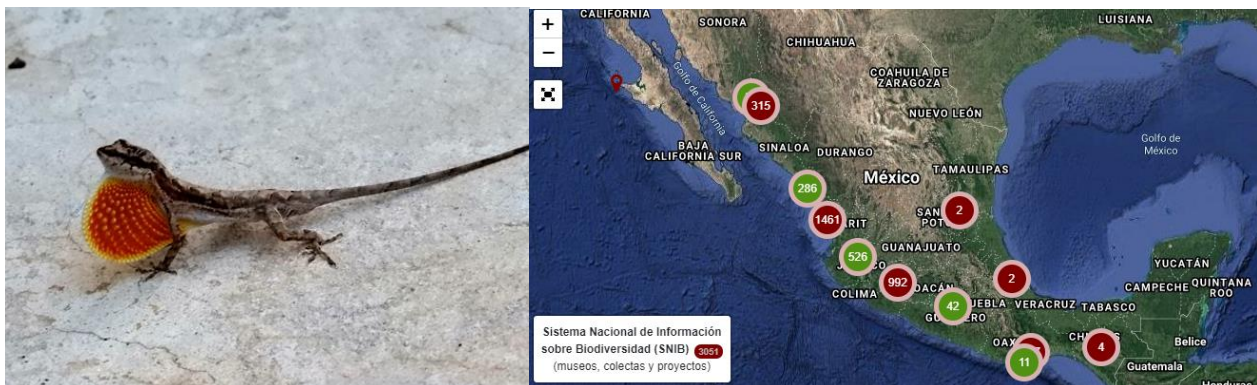 +
−
CALIFORNIA
SONORA
CHIHUAHUA
LUISIANA
COAHUILA DE
ZARAGOZA
NUEVO LEÓN
Golfo de California
315
BAJA
CALIFORNIA SUR
SINALOA
DURANGO
México
TAMAULIPAS
Golfo de
México
286
1461
2
526
GUANAJUATO
992
COLIMA
42
2
VERACRUZ
TABASCO
YUCATÁN
CAMPECHE
QUINTANA
ROO
11
4
Belice
Guatemala
Sistema Nacional de Información
sobre Biodiversidad (SNIB) 3051
(museos, colectas y proyectos)